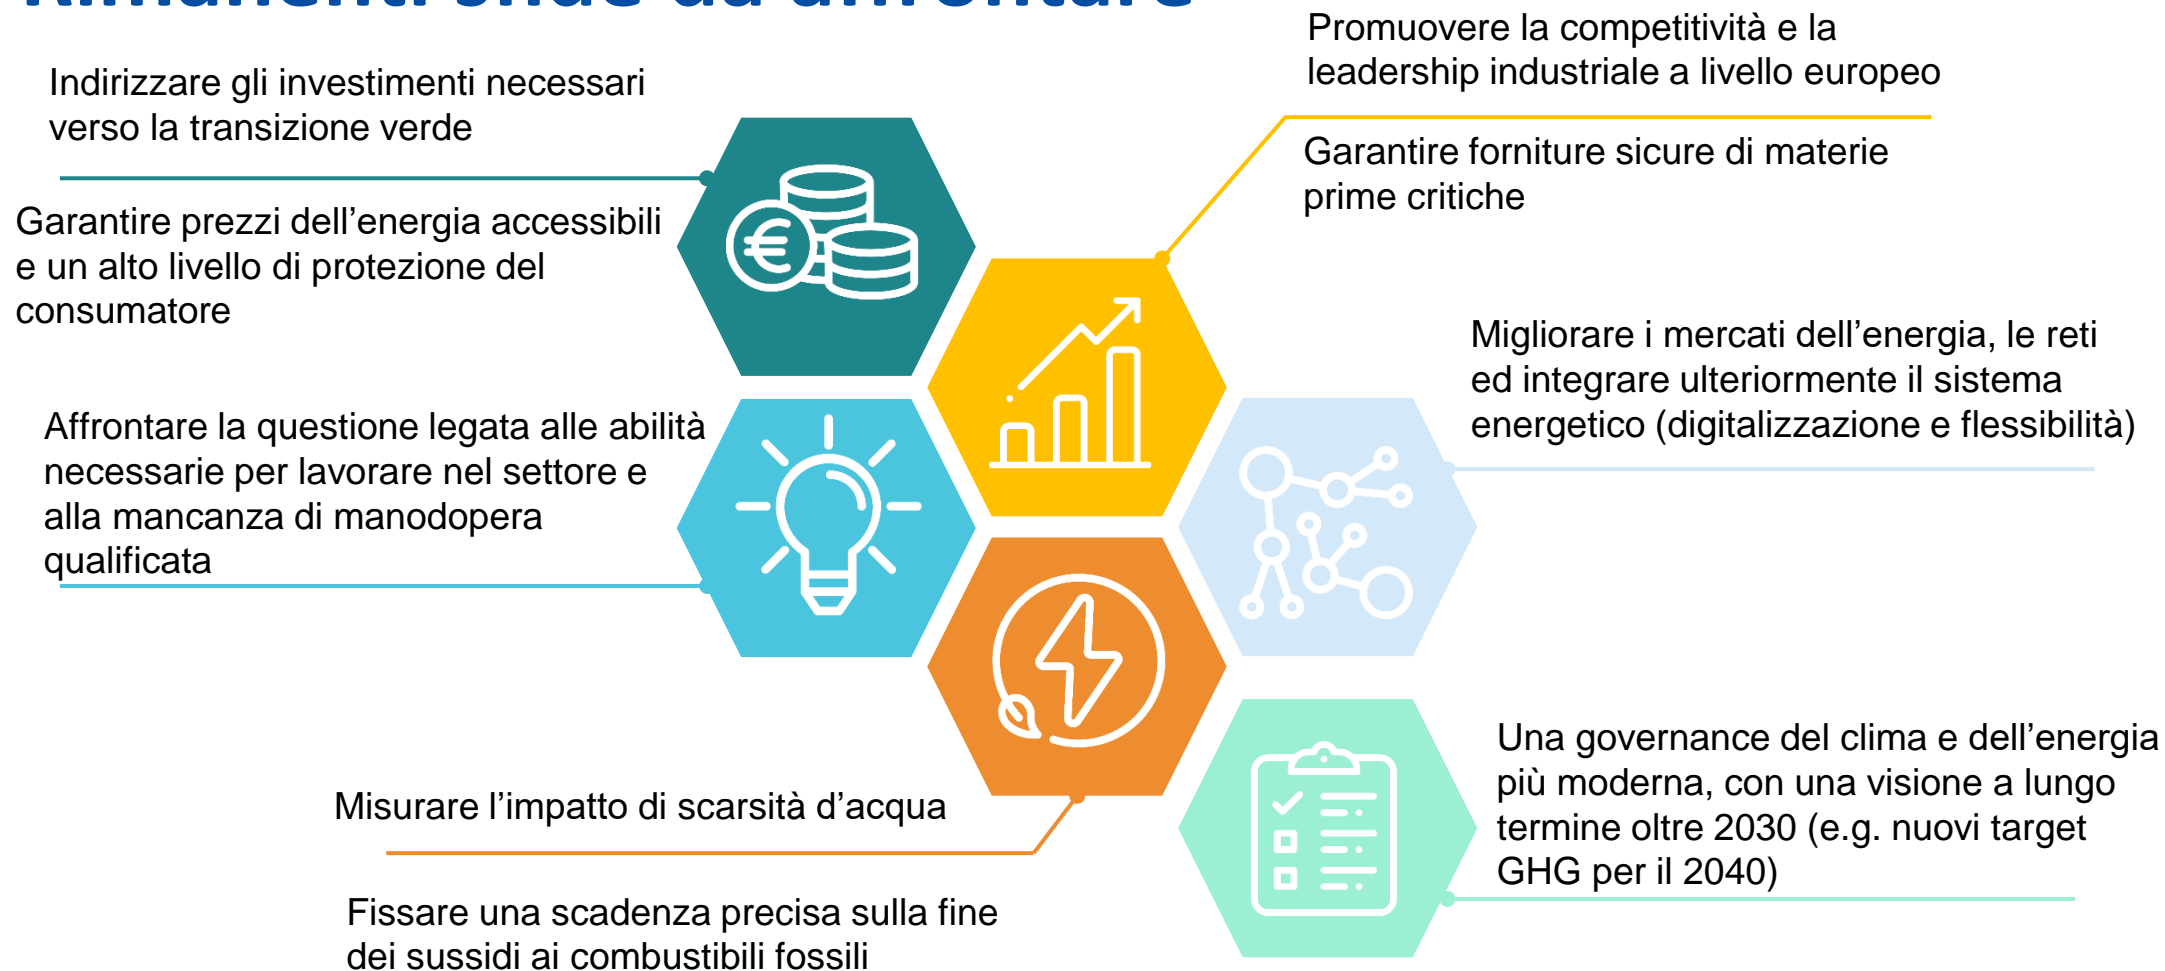 Rimanenti sfide da affrontare
Indirizzare gli investimenti necessari
verso la transizione verde
Garantire prezzi dell’energia accessibili
e un alto livello di protezione del
consumatore
Affrontare la questione legata alle abilità
necessarie per lavorare nel settore e
alla mancanza di manodopera
qualificata
Promuovere la competitività e la
leadership industriale a livello europeo
Garantire forniture sicure di materie
prime critiche
Migliorare i mercati dell’energia, le reti
ed integrare ulteriormente il sistema
energetico (digitalizzazione e flessibilità)
Misurare l’impatto di scarsità d’acqua
Fissare una scadenza precisa sulla fine
dei sussidi ai combustibili fossili
Una governance del clima e dell’energia
più moderna, con una visione a lungo
termine oltre 2030 (e.g. nuovi target
GHG per il 2040)
€